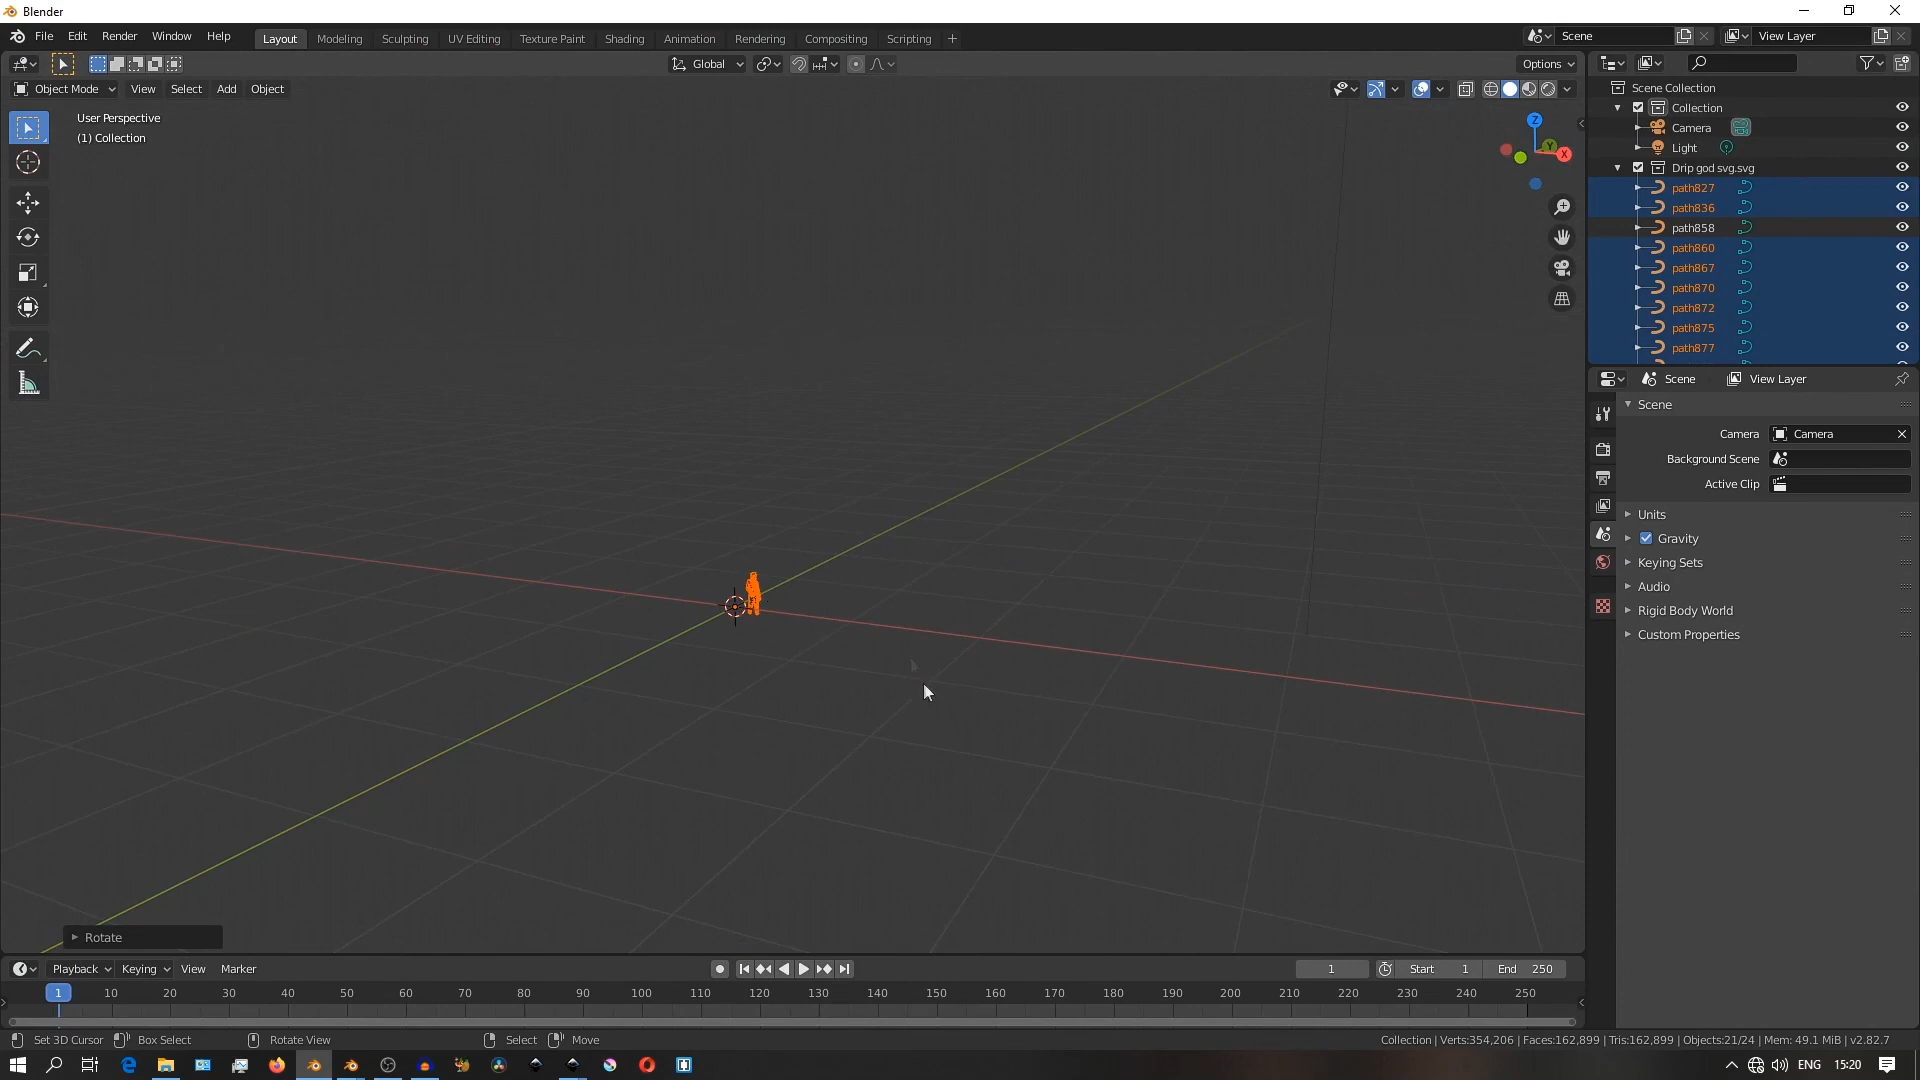 Blender
File Edit Render Window Help
Layout Modeling Sculpting UV Editing Texture Paint Shading Animation Rendering Compositing Scripting
Scene
View Layer
Global
Options
Object Mode View Select Add Object
User Perspective
(1) Collection
Z
Y
X
Scene Collection
Collection
Camera
Light
Drip god svg.svg
path827
path836
path858
path860
path867
path870
path872
path875
path877
Scene View Layer
Scene
Camera Camera
Background Scene
Active Clip
Units
Gravity
Keying Sets
Audio
Rigid Body World
Custom Properties
Rotate
Playback Keying View Marker
1 Start 1 End 250
1 10 20 30 40 50 60 70 80 90 100 110 120 130 140 150 160 170 180 190 200 210 220 230 240 250
Set 3D Cursor Box Select Rotate View Select Move
Collection | Verts:354,206 | Faces:162,899 | Tris:162,899 | Objects:21/24 | Mem: 49.1 MiB | v2.82.7
ENG 15:20